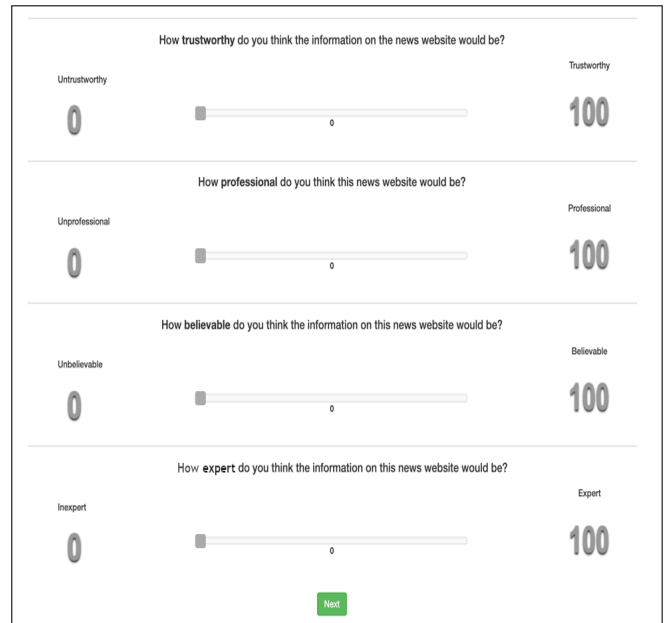 How trustworthy do you think the information on the news website would be?
Trustworthy
Untrustworthy
0
100
0
How professional do you think this news website would be?
Professional
Unprofessional
0
100
0
How believable do you think the information on this news website would be?
Believable
Unbelievable
0
100
0
How expert do you think the information on this news website would be?
Expert
Inexpert
0
100
0
Next